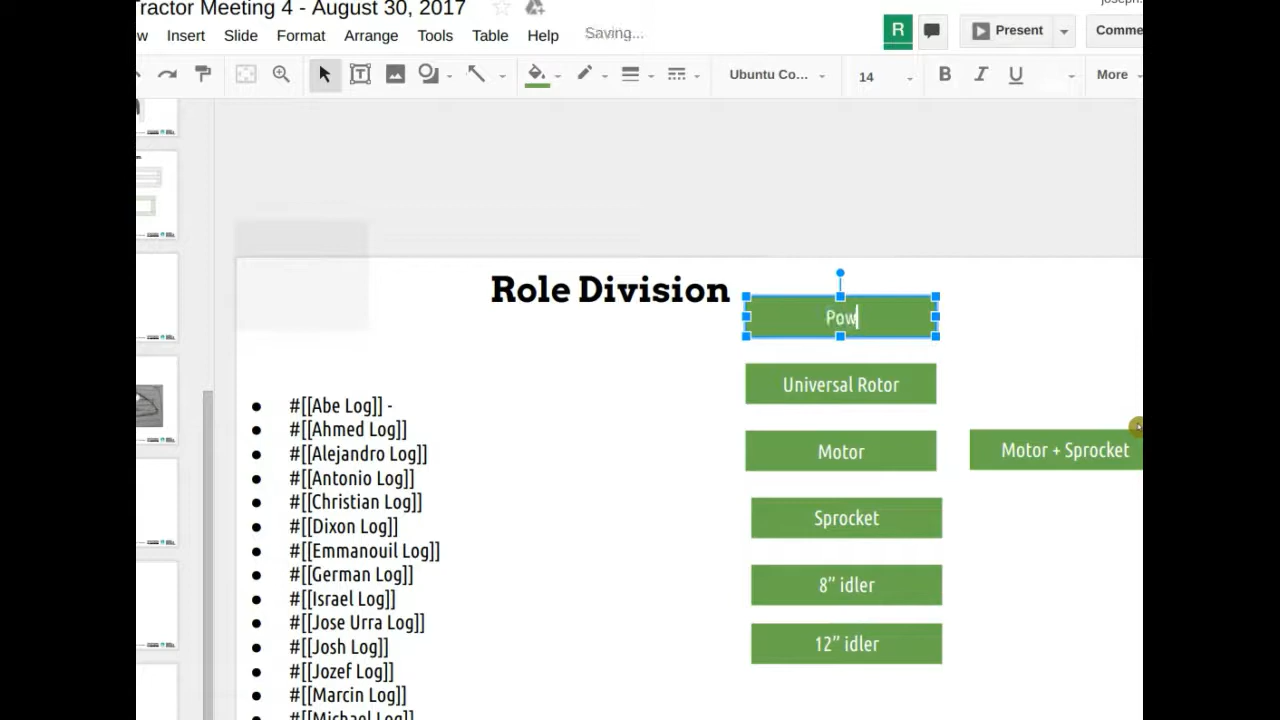 Tractor Meeting 4 - August 30, 2017
Insert Slide Format Arrange Tools Table Help Saving... R Present Comme
Ubuntu Co... 14 B I U More
Role Division
Pow
Universal Rotor
#[[Abe Log]] -
#[[Ahmed Log]]
Motor
Motor + Sprocket
#[[Alejandro Log]]
#[[Antonio Log]]
#[[Christian Log]]
Sprocket
#[[Dixon Log]]
#[[Emmanouil Log]]
#[[German Log]]
8” idler
#[[Israel Log]]
#[[Jose Urra Log]]
#[[Josh Log]]
12” idler
#[[Jozef Log]]
#[[Marcin Log]]
#[[Michael Log]]